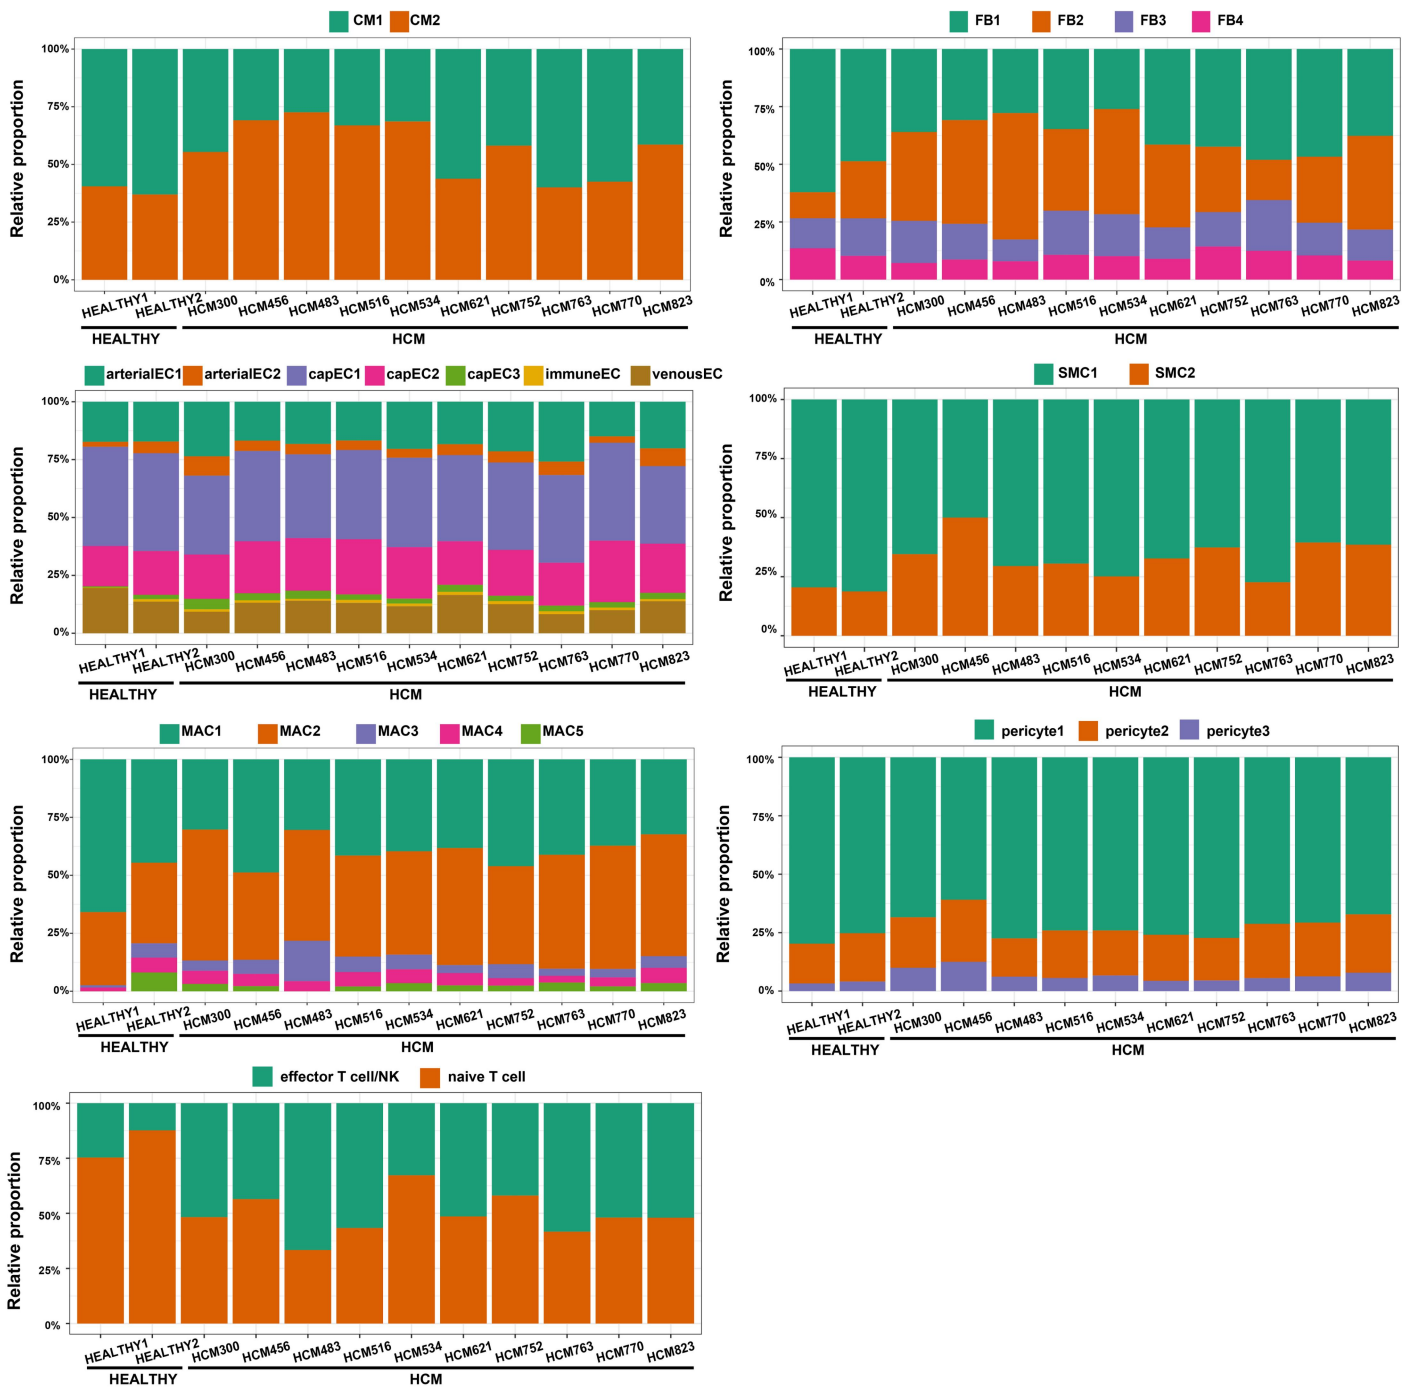 CM1 CM2
Relative proportion
100%
75%
50%
25%
0%
HEALTHY1 HEALTHY2 HCM300 HCM456 HCM483 HCM516 HCM534 HCM621 HCM752 HCM763 HCM770 HCM823
HEALTHY HCM
FB1 FB2 FB3 FB4
Relative proportion
100%
75%
50%
25%
0%
HEALTHY1 HEALTHY2 HCM300 HCM456 HCM483 HCM516 HCM534 HCM621 HCM752 HCM763 HCM770 HCM823
HEALTHY HCM
arterialEC1 arterialEC2 capEC1 capEC2 capEC3 immuneEC venousEC
Relative proportion
100%
75%
50%
25%
0%
HEALTHY1 HEALTHY2 HCM300 HCM456 HCM483 HCM516 HCM534 HCM621 HCM752 HCM763 HCM770 HCM823
HEALTHY HCM
SMC1 SMC2
Relative proportion
100%
75%
50%
25%
0%
HEALTHY1 HEALTHY2 HCM300 HCM456 HCM483 HCM516 HCM534 HCM621 HCM752 HCM763 HCM770 HCM823
HEALTHY HCM
MAC1 MAC2 MAC3 MAC4 MAC5
Relative proportion
100%
75%
50%
25%
0%
HEALTHY1 HEALTHY2 HCM300 HCM456 HCM483 HCM516 HCM534 HCM621 HCM752 HCM763 HCM770 HCM823
HEALTHY HCM
pericyte1 pericyte2 pericyte3
Relative proportion
100%
75%
50%
25%
0%
HEALTHY1 HEALTHY2 HCM300 HCM456 HCM483 HCM516 HCM534 HCM621 HCM752 HCM763 HCM770 HCM823
HEALTHY HCM
effector T cell/NK naive T cell
Relative proportion
100%
75%
50%
25%
0%
HEALTHY1 HEALTHY2 HCM300 HCM456 HCM483 HCM516 HCM534 HCM621 HCM752 HCM763 HCM770 HCM823
HEALTHY HCM